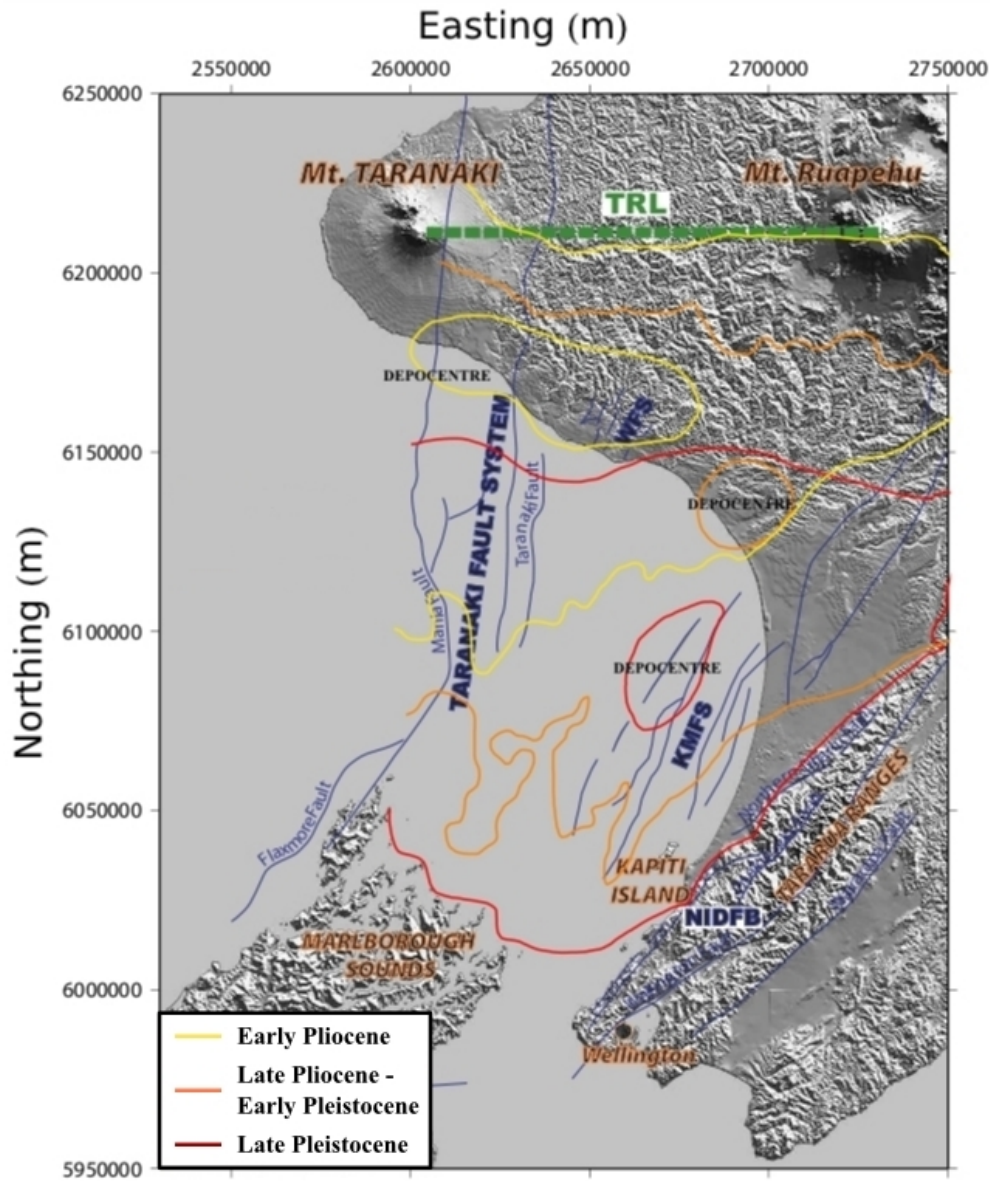 Easting (m)
2550000 2600000 2650000 2700000 2750000
6250000
Mt. TARANAKI
Mt. Ruapehu
TRL
6200000
DEPOCENTRE
WFS
6150000
DEPOCENTRE
TARANAKI FAULT SYSTEM
Taranaki Fault
Northing (m)
Manaia Fault
6100000
DEPOCENTRE
KMFS
6050000
Flaxmore Fault
TARARUA RANGES
KAPITI
ISLAND
NIDFB
MARLBOROUGH
SOUNDS
6000000
Wellington
Early Pliocene
Late Pliocene -
Early Pleistocene
Late Pleistocene
5950000